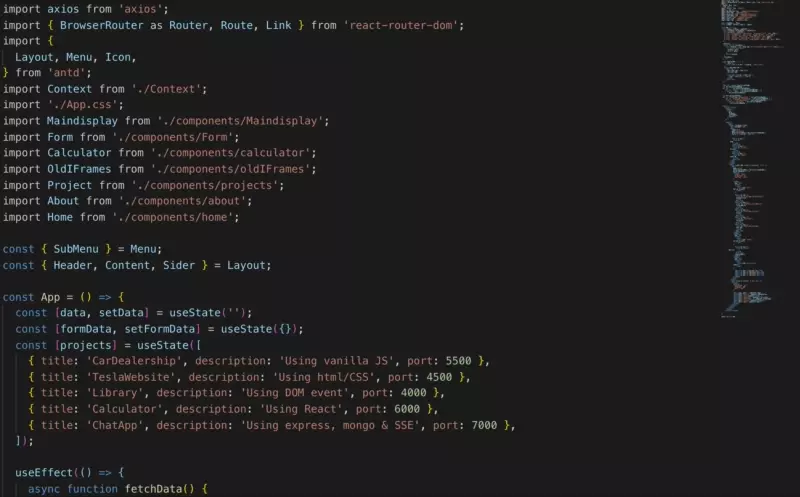 import axios from 'axios';
import { BrowserRouter as Router, Route, Link } from 'react-router-dom';
import {
  Layout, Menu, Icon,
} from 'antd';
import Context from './Context';
import './App.css';
import Maindisplay from './components/Maindisplay';
import Form from './components/Form';
import Calculator from './components/calculator';
import OldIFrames from './components/oldIFrames';
import Project from './components/projects';
import About from './components/about';
import Home from './components/home';

const { SubMenu } = Menu;
const { Header, Content, Sider } = Layout;

const App = () => {
  const [data, setData] = useState('');
  const [formData, setFormData] = useState({});
  const [projects] = useState([
    { title: 'CarDealership', description: 'Using vanilla JS', port: 5500 },
    { title: 'TeslaWebsite', description: 'Using html/CSS', port: 4500 },
    { title: 'Library', description: 'Using DOM event', port: 4000 },
    { title: 'Calculator', description: 'Using React', port: 6000 },
    { title: 'ChatApp', description: 'Using express, mongo & SSE', port: 7000 },
  ]);

  useEffect(() => {
    async function fetchData() {